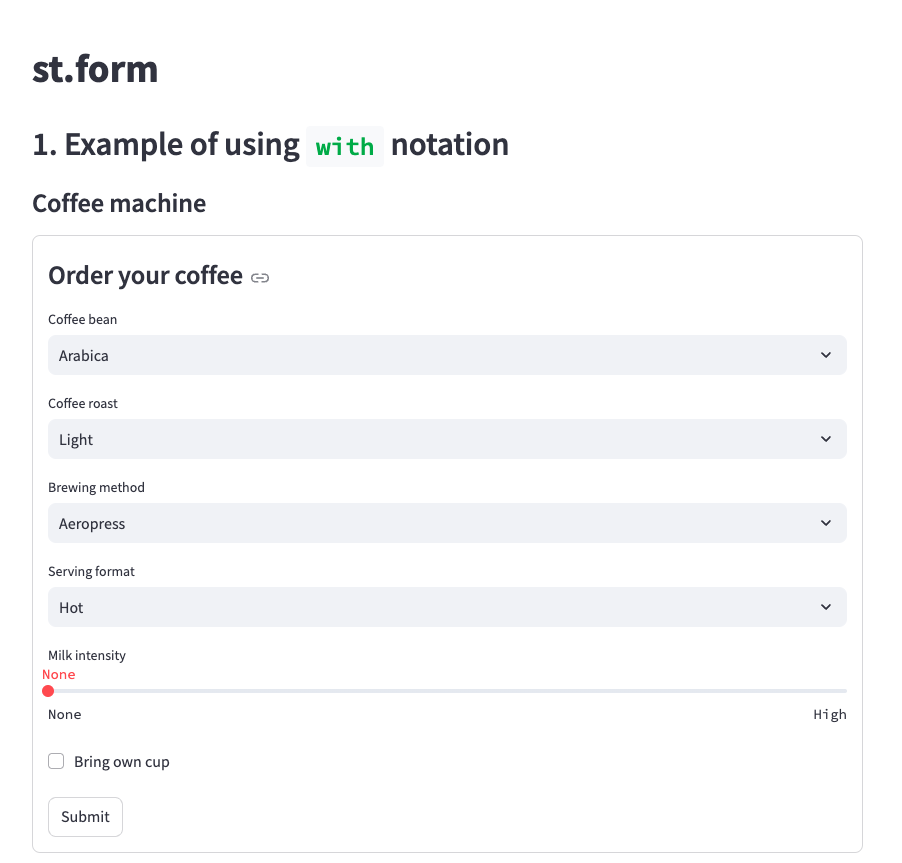 st.form
1. Example of using with notation
Coffee machine
Order your coffee
Coffee bean
Arabica
Coffee roast
Light
Brewing method
Aeropress
Serving format
Hot
Milk intensity
None
None High
Bring own cup
Submit